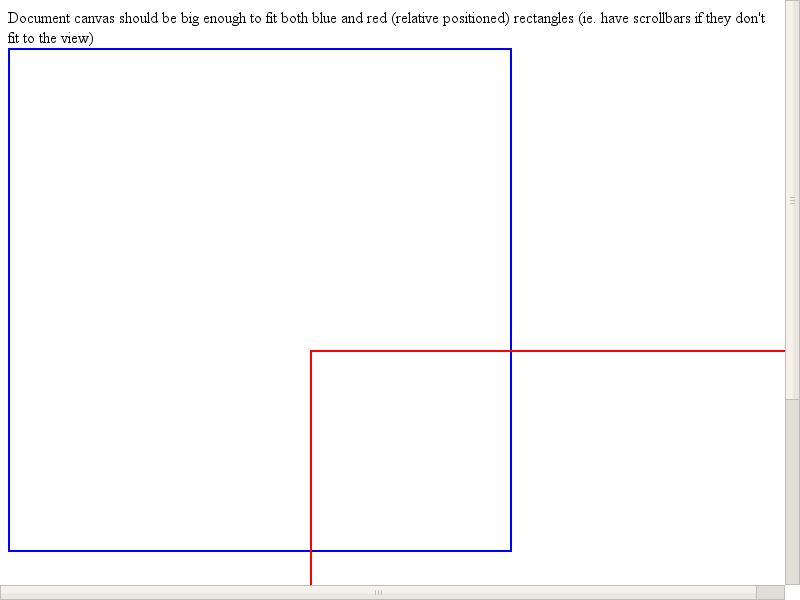 Document canvas should be big enough to fit both blue and red (relative positioned) rectangles (ie. have scrollbars if they don't
fit to the view)